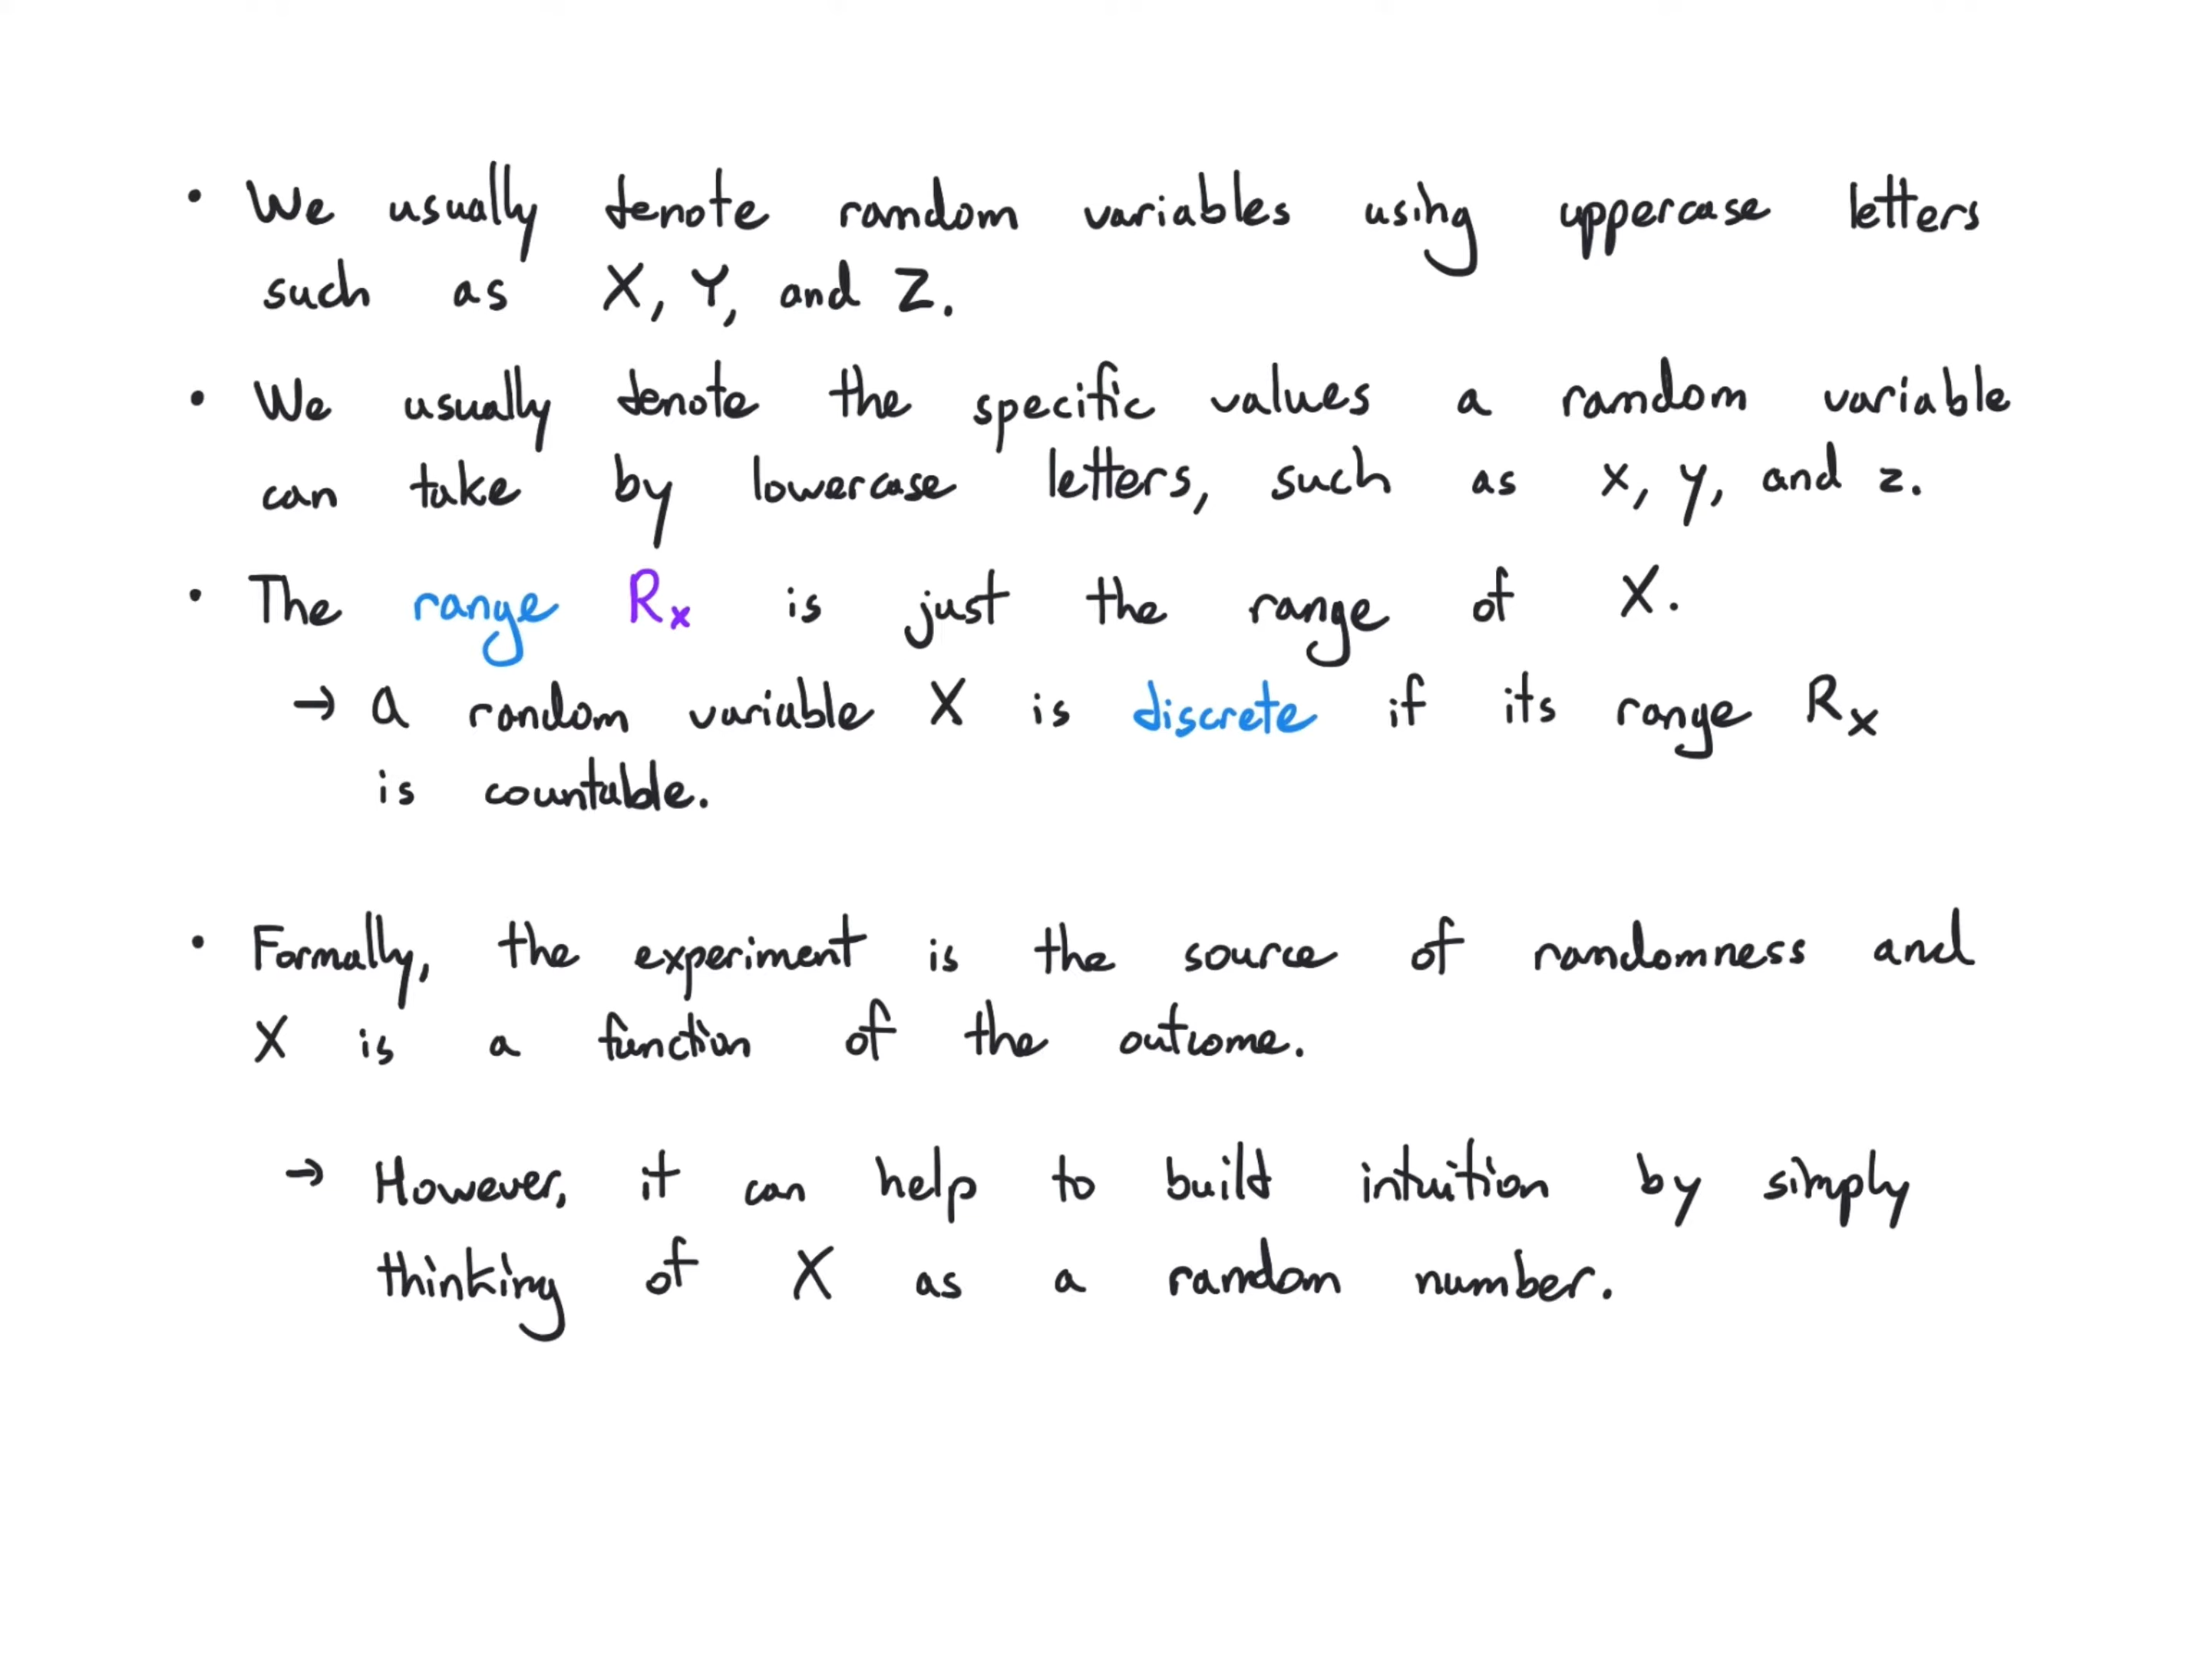 • We usually denote random variables using uppercase letters
such as X, Y, and Z.
• We usually denote the specific values a random variable
can take by lowercase letters, such as x, y, and z.
• The range Rx is just the range of X.
→ a random variable X is discrete if its range Rx
is countable.
• Formally, the experiment is the source of randomness and
X is a function of the outcome.
→ However, it can help to build intuition by simply
thinking of X as a random number.